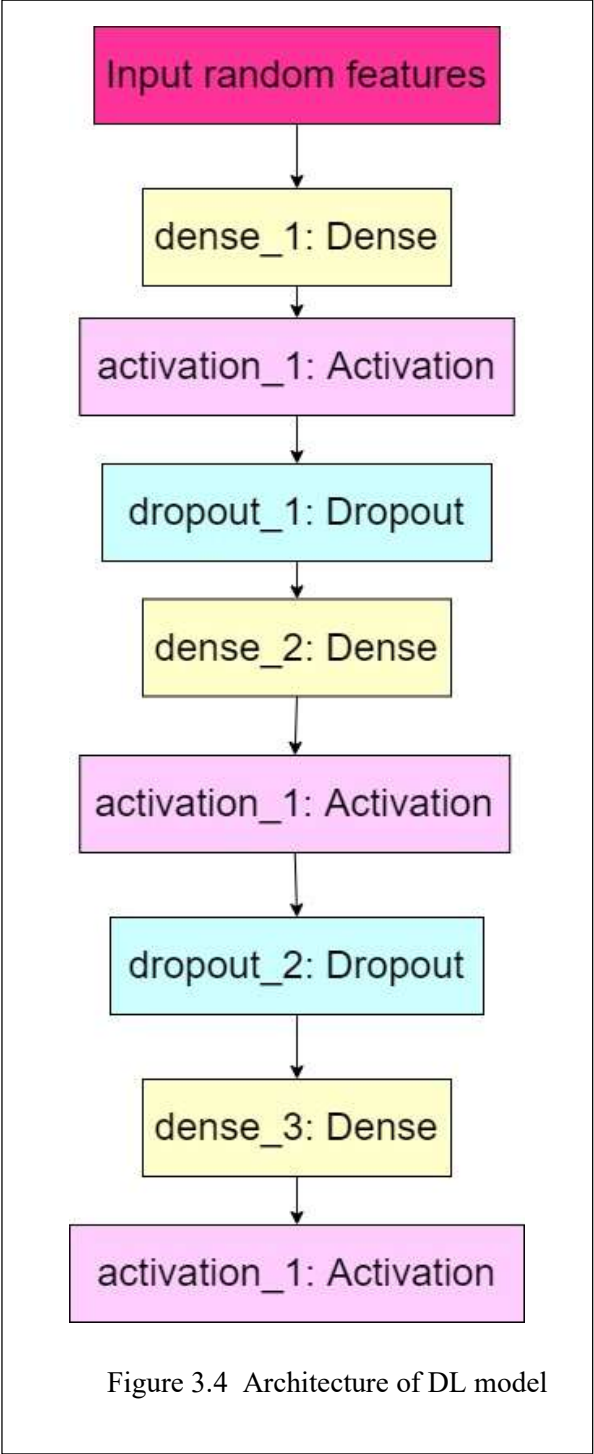 Input random features
dense_1: Dense
activation_1: Activation
dropout_1: Dropout
dense_2: Dense
activation_1: Activation
dropout_2: Dropout
dense_3: Dense
activation_1: Activation
Figure 3.4 Architecture of DL model